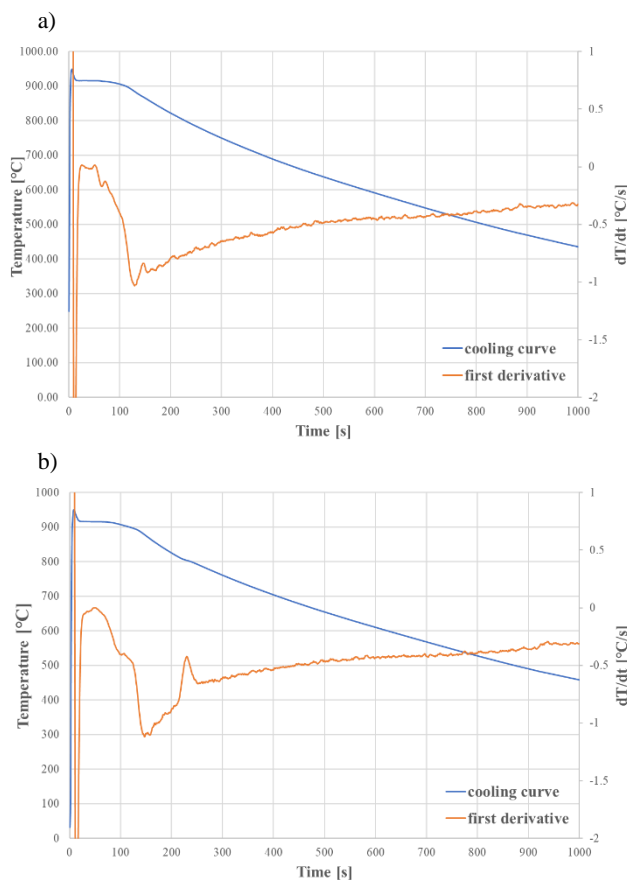 a)
1000.00
900.00
800.00
700.00
600.00
500.00
400.00
300.00
200.00
100.00
0.00
Temperature [°C]
1
0.5
0
-0.5
-1
-1.5
-2
dT/dt [°C/s]
cooling curve
first derivative
0 100 200 300 400 500 600 700 800 900 1000
Time [s]
b)
1000
900
800
700
600
500
400
300
200
100
0
Temperature [°C]
1
0.5
0
-0.5
-1
-1.5
-2
dT/dt [°C/s]
cooling curve
first derivative
0 100 200 300 400 500 600 700 800 900 1000
Time [s]